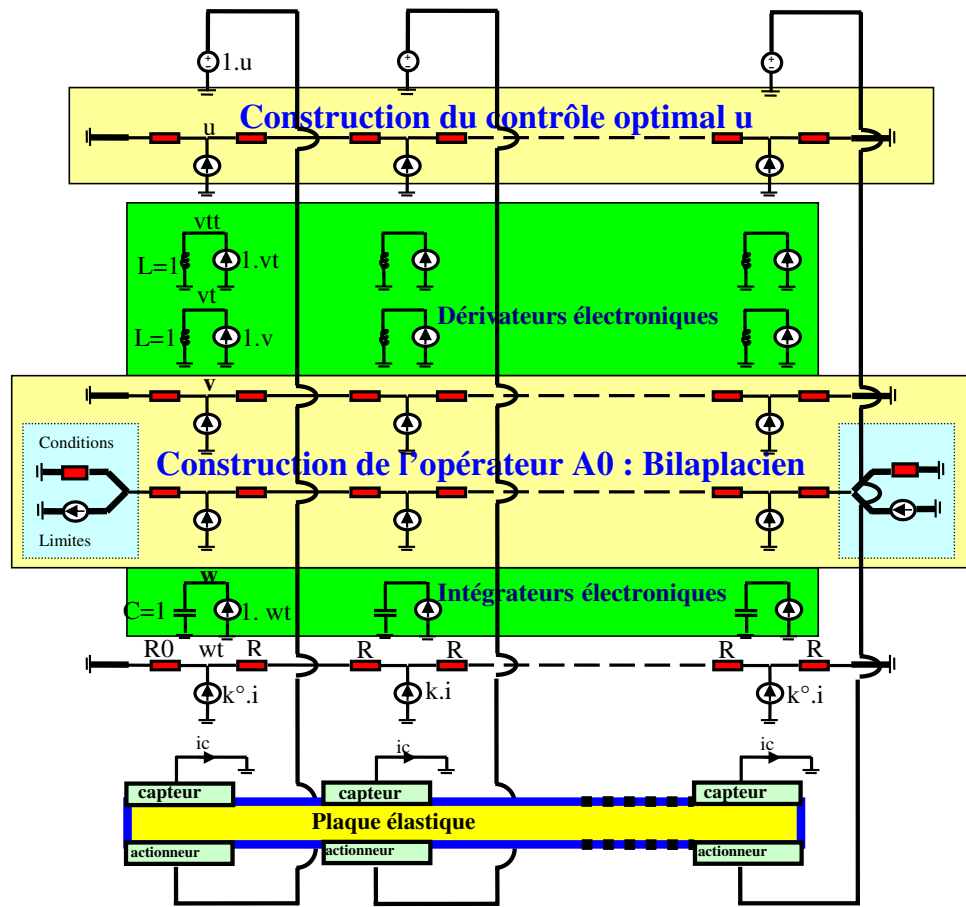 1.u
Construction du contrôle optimal u
u
vtt
L=1
1.vt
vt
Dérivateurs électroniques
L=1
1.v
v
Conditions
Construction de l'opérateur A0 : Bilaplacien
Limites
w
Intégrateurs électroniques
C=1
1. wt
R0
wt
R
R
R
R
R
k°.i
k.i
k°.i
ic
ic
ic
capteur
capteur
capteur
Plaque élastique
actionneur
actionneur
actionneur